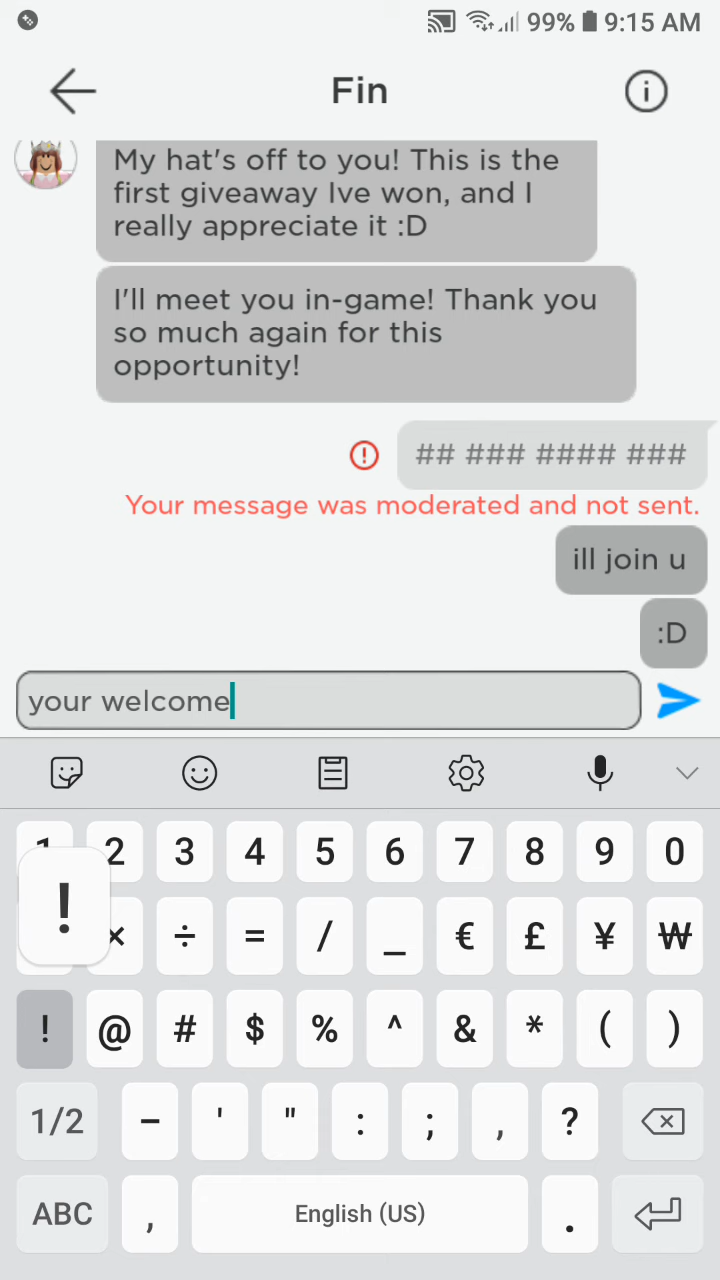 99% 9:15 AM
Fin
My hat's off to you! This is the
first giveaway Ive won, and I
really appreciate it :D
I'll meet you in-game! Thank you
so much again for this
opportunity!
## ### #### ###
Your message was moderated and not sent.
ill join u
:D
your welcome
1 2 3 4 5 6 7 8 9 0
! × ÷ = / _ € £ ¥ ₩
! @ # $ % ^ & * ( )
1/2 - ' " : ; , ?
ABC , English (US) .